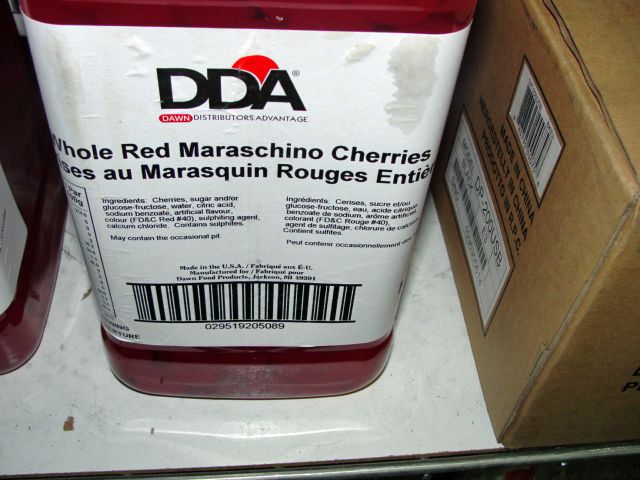 DDA®
DAWN DISTRIBUTORS ADVANTAGE
Whole Red Maraschino Cherries
ses au Marasquin Rouges Entiè
Ingredients: Cherries, sugar and/or
glucose-fructose, water, citric acid,
sodium benzoate, artificial flavour,
colour (FD&C Red #40), sulphiting agent,
calcium chloride. Contains sulphites.
May contain the occasional pit.
Ingrédients: Cerises, sucre et/ou
glucose-fructose, eau, acide citrique,
benzoate de sodium, arôme artificiel,
colorant (FD&C Rouge #40),
agent de sulfitage, chlorure de calcium
Contient sulfites.
Peut contenir occasionnellement des
Made in the U.S.A. / Fabriqué aux É-U.
Manufactured for / Fabriqué pour
Dawn Food Products, Jackson, MI 49201
029519205089
MADE IN CHINA